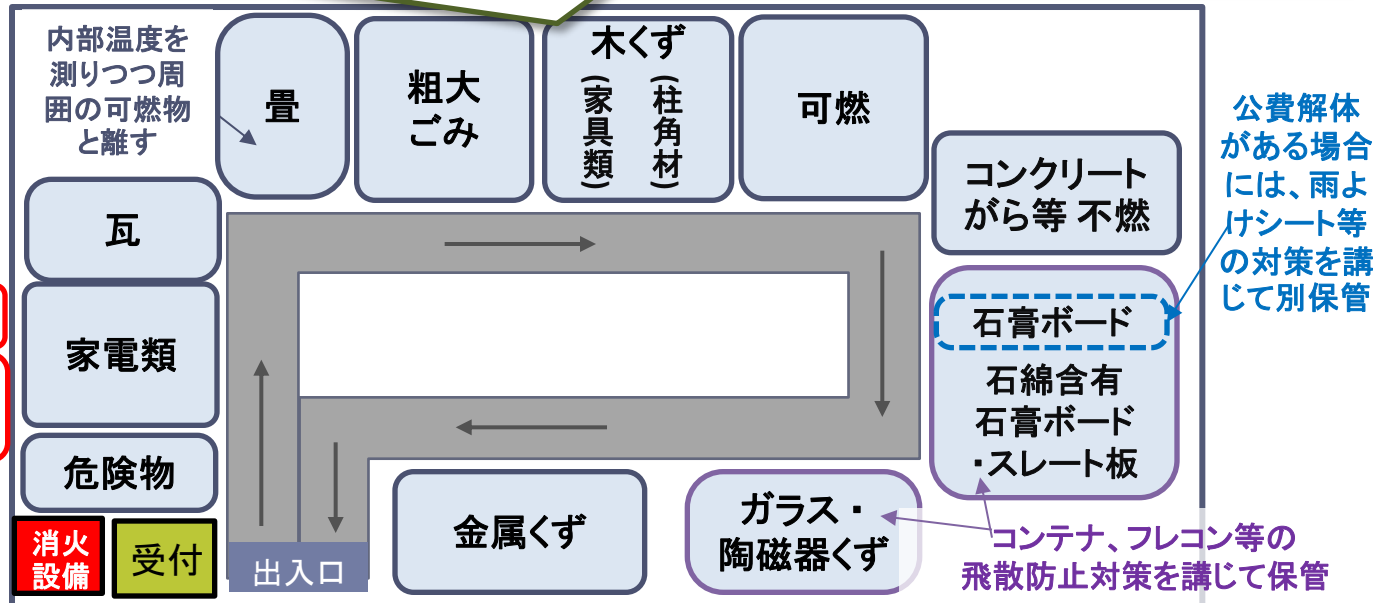 内部温度を
測りつつ周
囲の可燃物
と離す
畳
粗大
ごみ
木くず
（家具類）
（柱角材）
可燃
コンクリート
がら等 不燃
公費解体
がある場合
には、雨よ
けシート等
の対策を講
じて別保管
瓦
家電類
危険物
石膏ボード
石綿含有
石膏ボード
・スレート板
消火
設備
受付
出入口
金属くず
ガラス・
陶磁器くず
コンテナ、フレコン等の
飛散防止対策を講じて保管